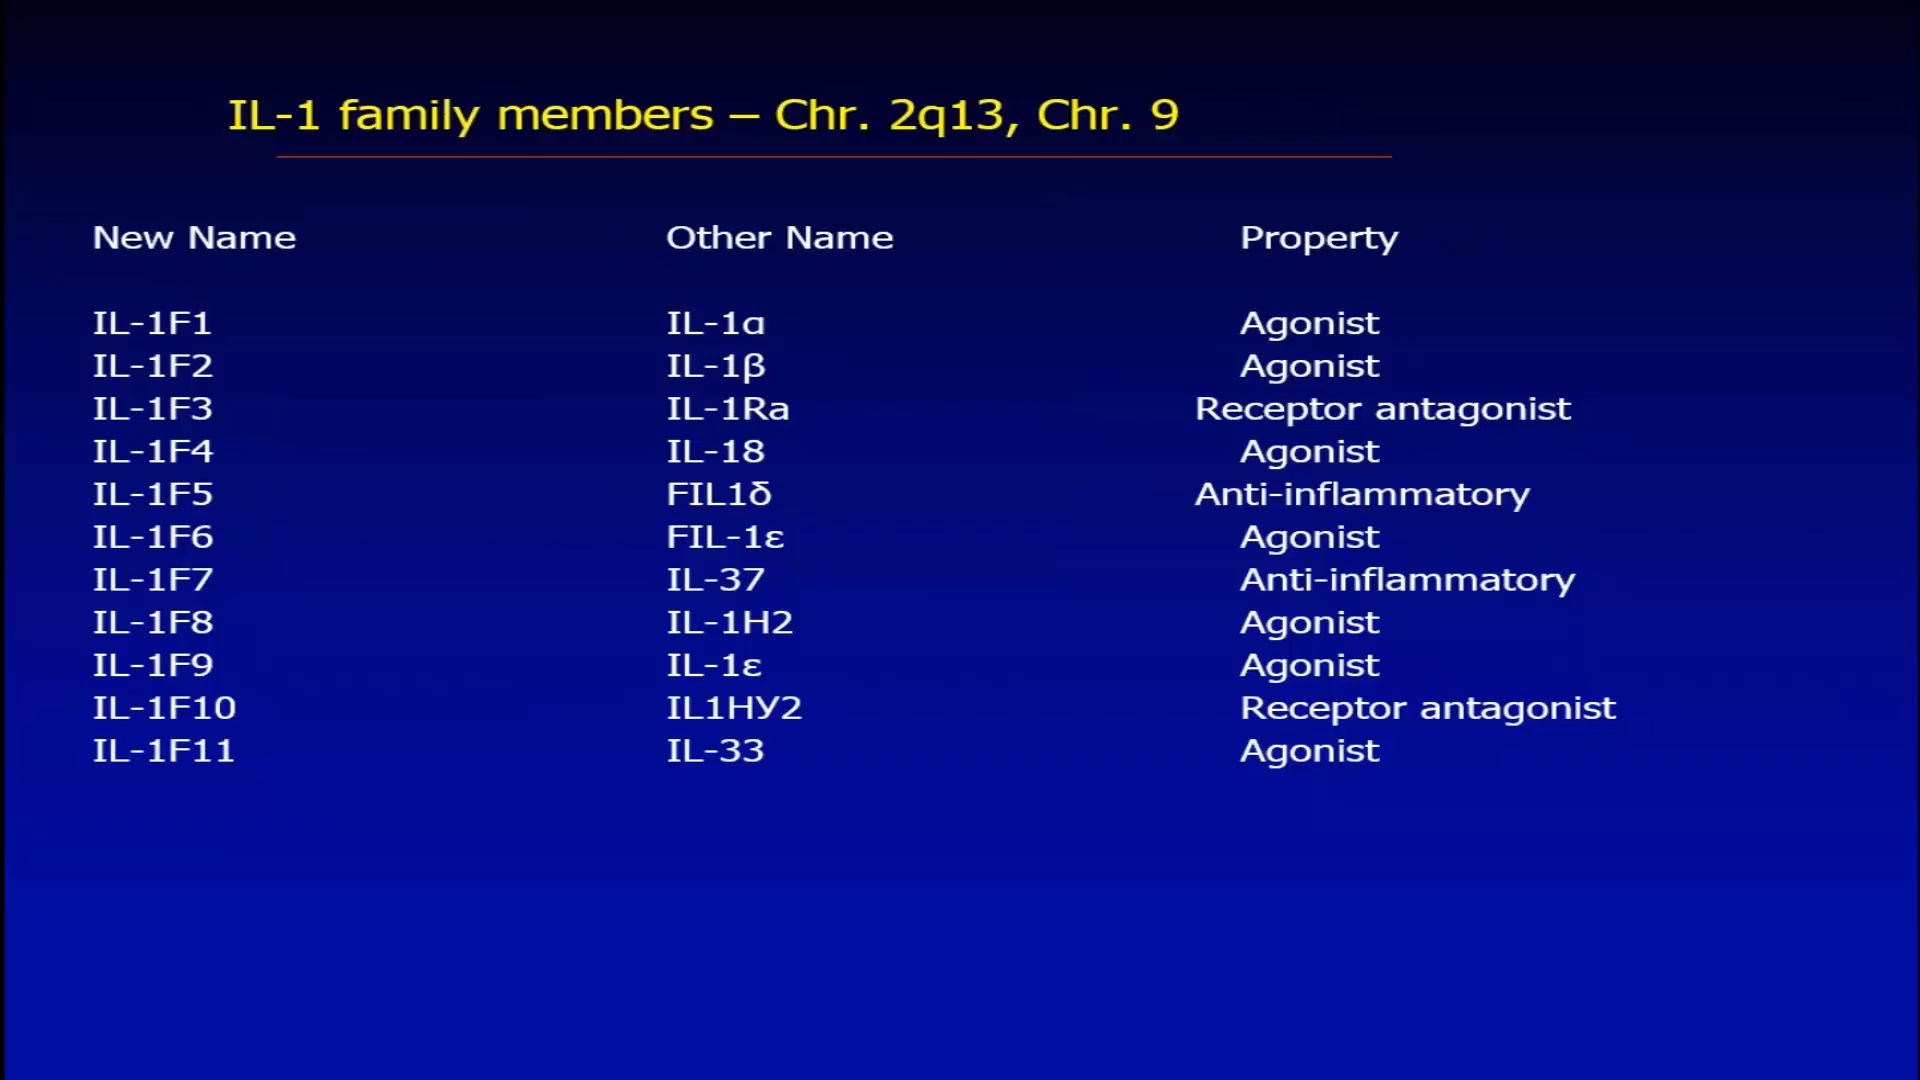 IL-1 family members – Chr. 2q13, Chr. 9
New Name Other Name Property
IL-1F1 IL-1α Agonist
IL-1F2 IL-1β Agonist
IL-1F3 IL-1Ra Receptor antagonist
IL-1F4 IL-18 Agonist
IL-1F5 FIL1δ Anti-inflammatory
IL-1F6 FIL-1ε Agonist
IL-1F7 IL-37 Anti-inflammatory
IL-1F8 IL-1H2 Agonist
IL-1F9 IL-1ε Agonist
IL-1F10 IL1HУ2 Receptor antagonist
IL-1F11 IL-33 Agonist